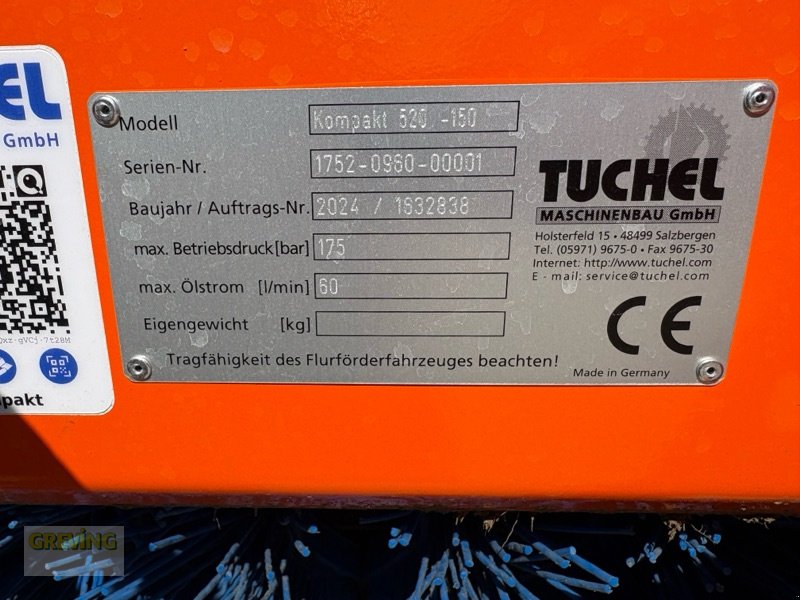 EL
GmbH
Modell Kompakt 520 -150
Serien-Nr. 1752-0960-00001
Baujahr / Auftrags-Nr. 2024 / 1632838
max. Betriebsdruck [bar] 175
max. Ölstrom [l/min] 60
Eigengewicht [kg]
Tragfähigkeit des Flurförderfahrzeuges beachten!
TUCHEL
MASCHINENBAU GmbH
Holsterfeld 15 • 48499 Salzbergen
Tel. (05971) 9675-0 • Fax 9675-30
Internet: http://www.tuchel.com
E - mail: service@tuchel.com
CE
Made in Germany
pakt
GREVING